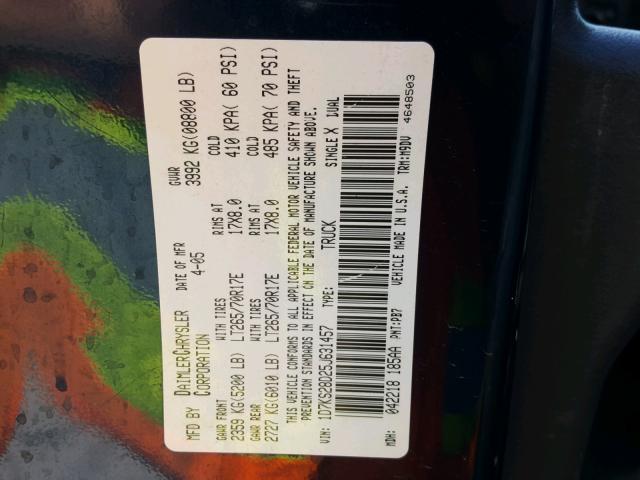 MFD BY DAIMLERCHRYSLER CORPORATION
DATE OF MFR 4-05
GVWR 3992 KG(08800 LB)
GAWR FRONT WITH TIRES RIMS AT COLD
2359 KG(5200 LB) LT265/70R17E 17X8.0 410 KPA( 60 PSI)
GAWR REAR WITH TIRES RIMS AT COLD
2727 KG(6010 LB) LT265/70R17E 17X8.0 485 KPA( 70 PSI)
THIS VEHICLE CONFORMS TO ALL APPLICABLE FEDERAL MOTOR VEHICLE SAFETY AND THEFT
PREVENTION STANDARDS IN EFFECT ON THE DATE OF MANUFACTURE SHOWN ABOVE.
VIN: 1D7KS28D25J631457 TYPE: TRUCK SINGLE X DUAL
MDH: 042218 185AA PNT:PB7 VEHICLE MADE IN U.S.A. TRM:M9DV 4648503